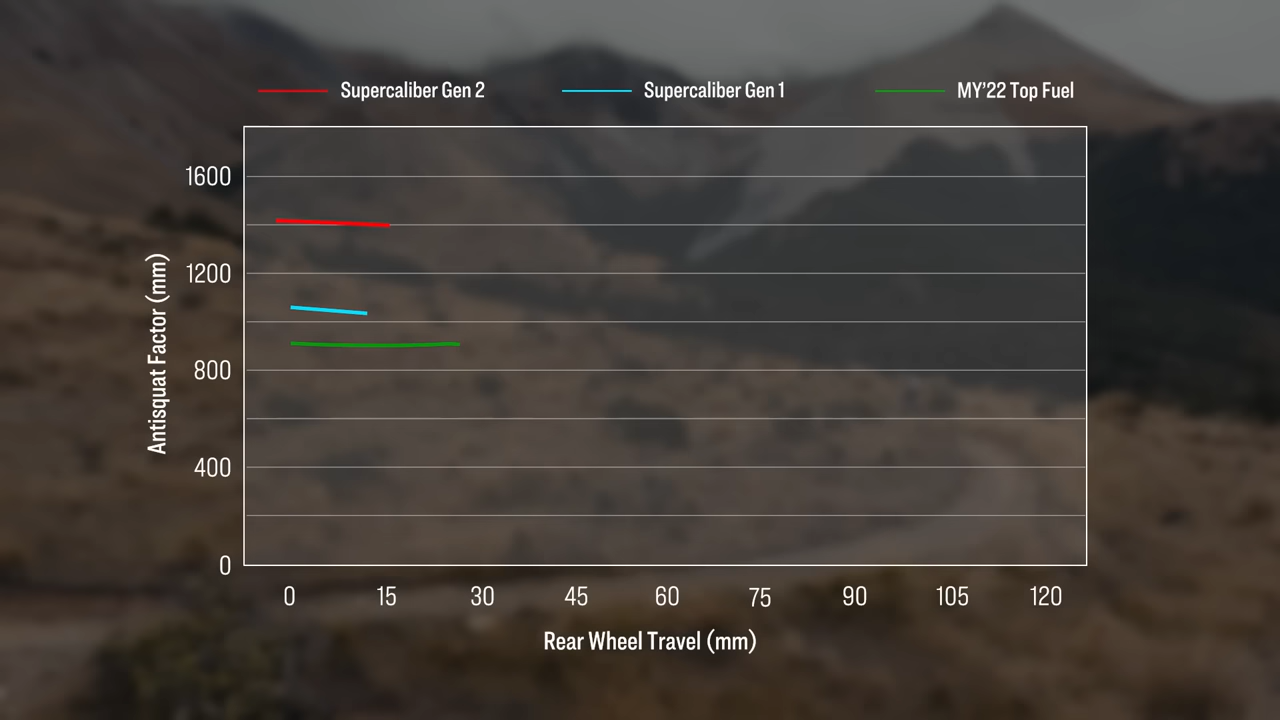 Supercaliber Gen 2
Supercaliber Gen 1
MY’22 Top Fuel
1600
1200
800
400
0
Antisquat Factor (mm)
0 15 30 45 60 75 90 105 120
Rear Wheel Travel (mm)